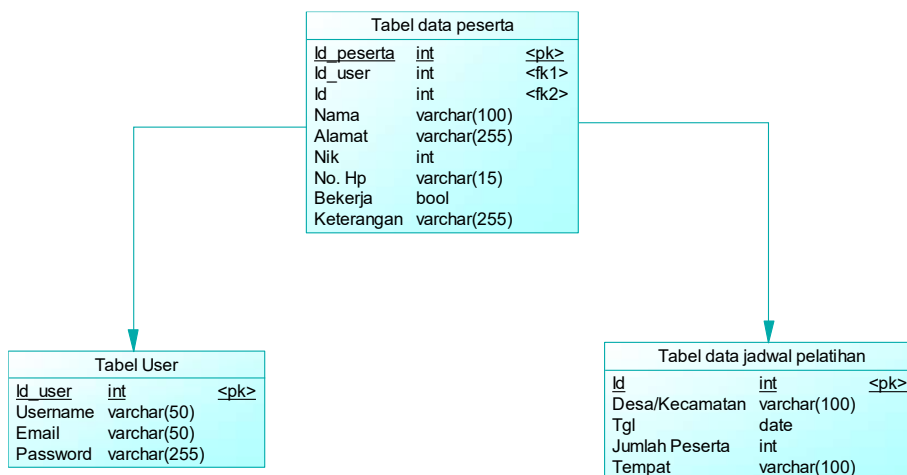 Tabel data peserta
Id_peserta int <pk>
Id_user int <fk1>
Id int <fk2>
Nama varchar(100)
Alamat varchar(255)
Nik int
No. Hp varchar(15)
Bekerja bool
Keterangan varchar(255)
Tabel User
Id_user int <pk>
Username varchar(50)
Email varchar(50)
Password varchar(255)
Tabel data jadwal pelatihan
Id int <pk>
Desa/Kecamatan varchar(100)
Tgl date
Jumlah Peserta int
Tempat varchar(100)